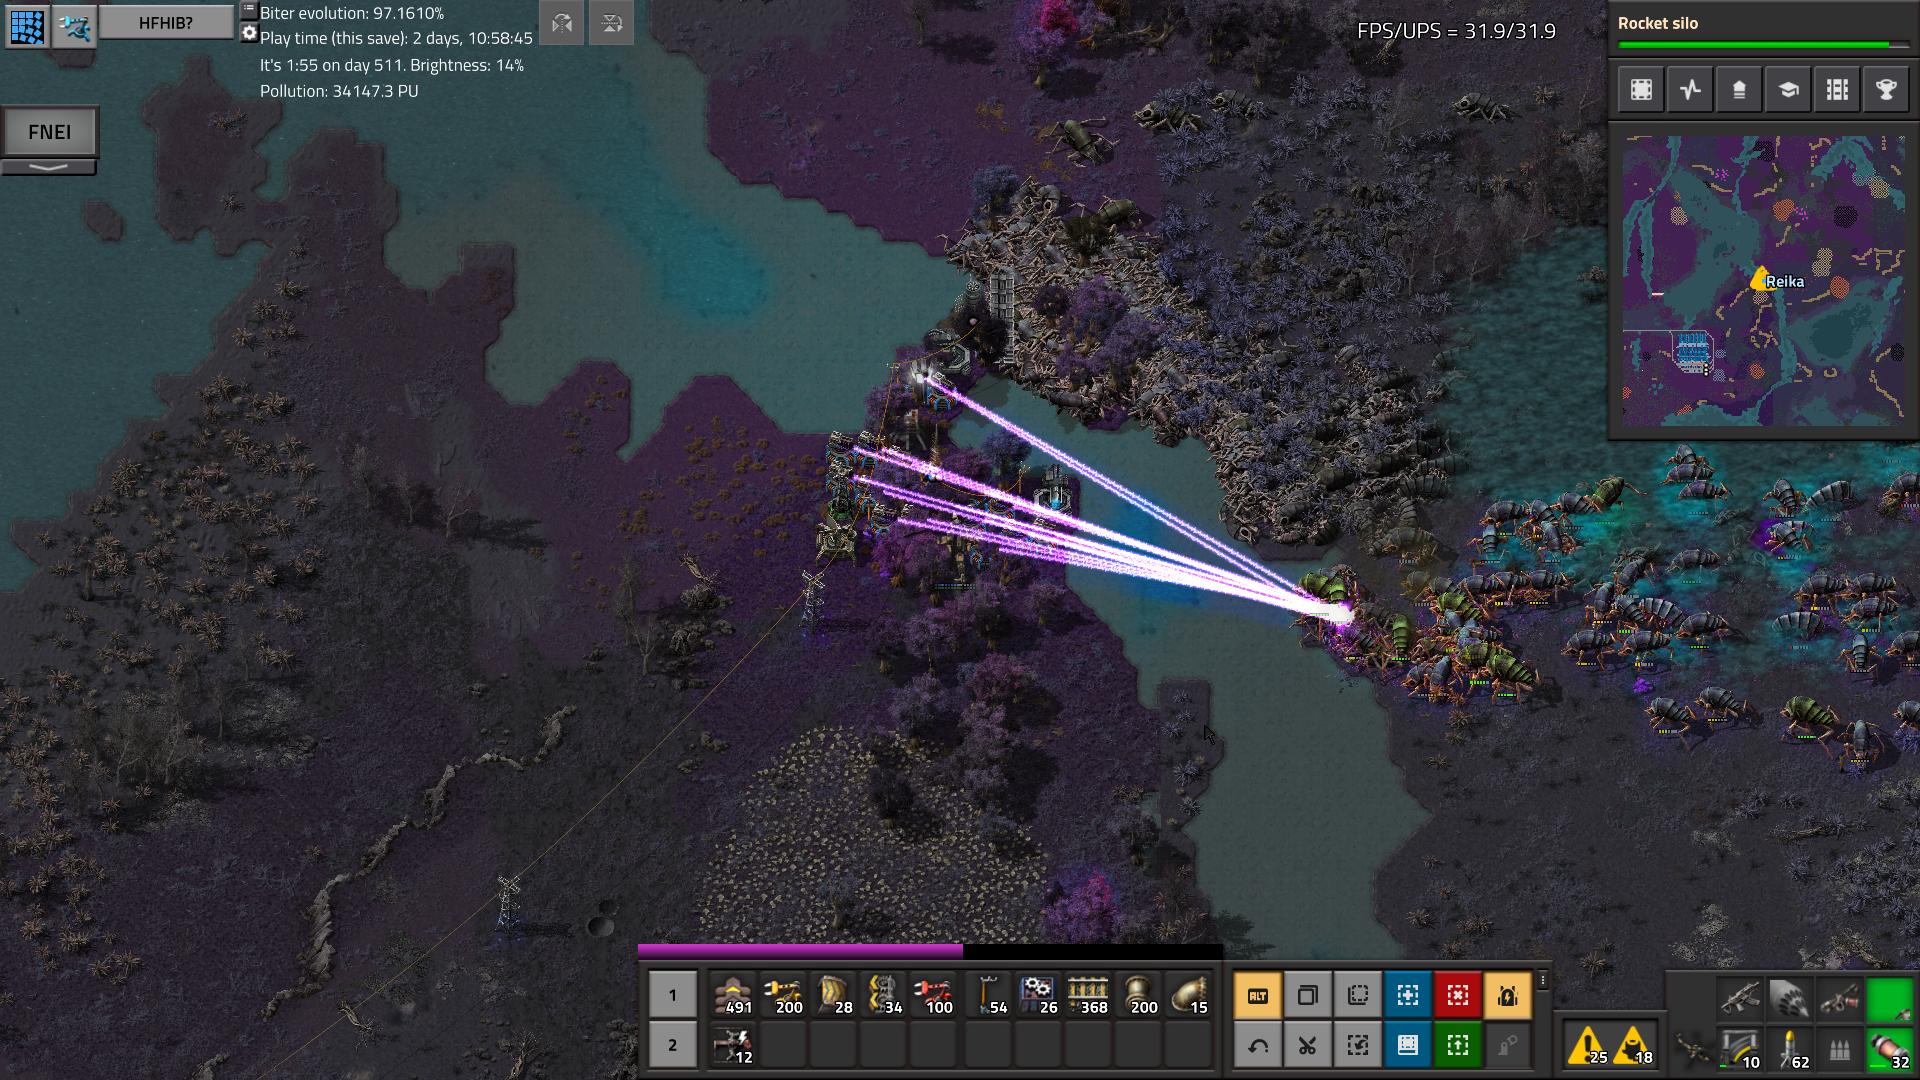 HFHIB?
Biter evolution: 97.1610%
Play time (this save): 2 days, 10:58:45
It's 1:55 on day 511. Brightness: 14%
Pollution: 34147.3 PU
FPS/UPS = 31.9/31.9
Rocket silo
FNEI
Reika
1
491
200
28
34
100
54
26
368
200
15
ALT
2
12
25
18
10
62
32